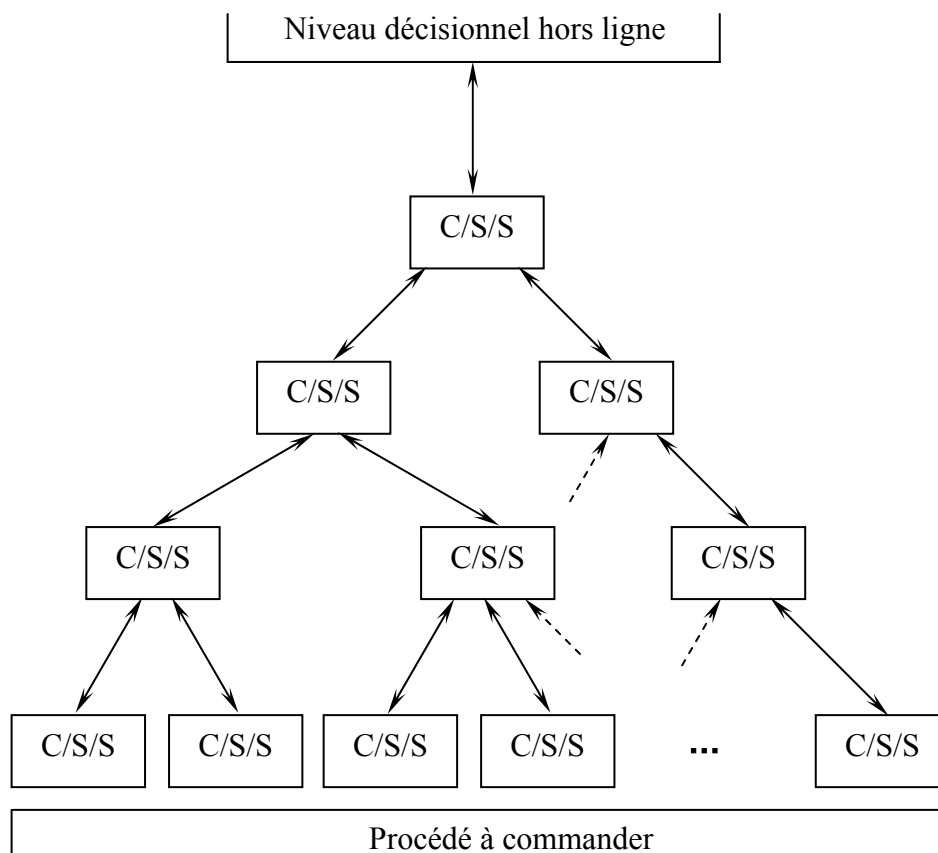 Niveau décisionnel hors ligne
C/S/S
C/S/S C/S/S
C/S/S C/S/S C/S/S
C/S/S C/S/S C/S/S C/S/S ... C/S/S
Procédé à commander